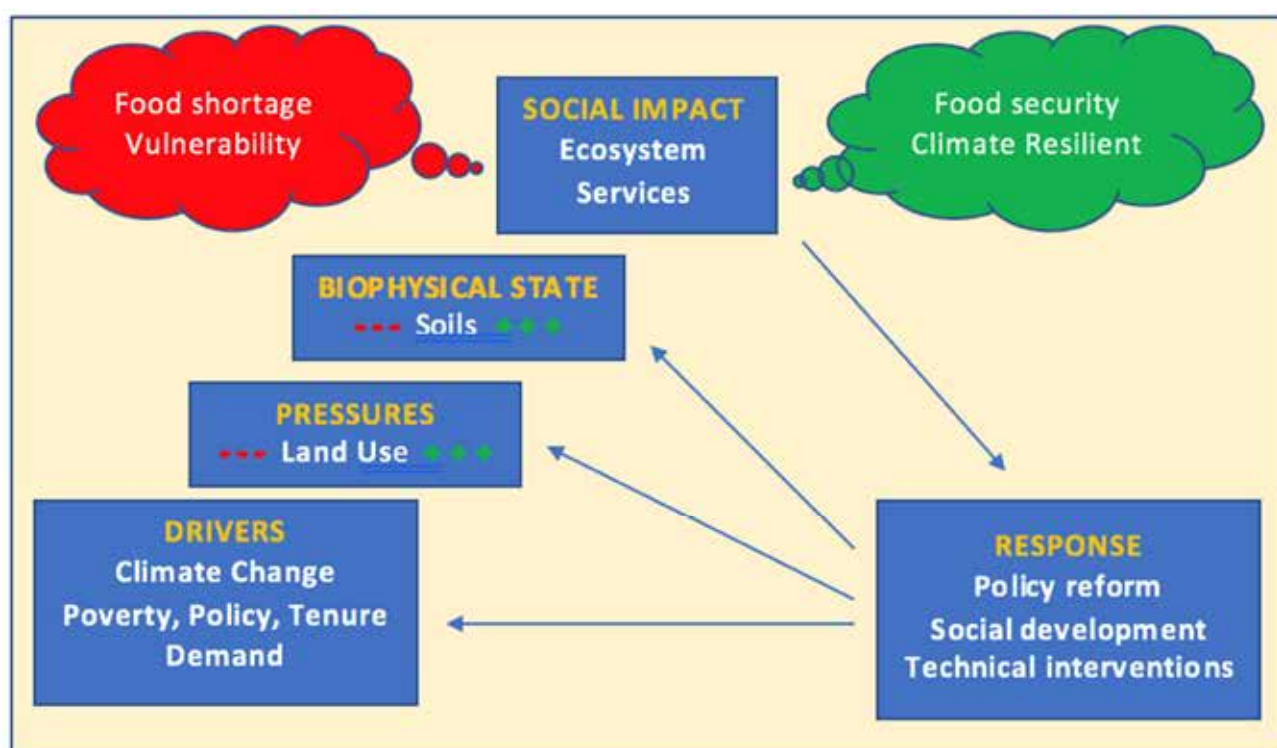 Food shortage
Vulnerability
SOCIAL IMPACT
Ecosystem
Services
Food security
Climate Resilient
BIOPHYSICAL STATE
--- Soils +++
PRESSURES
--- Land Use +++
DRIVERS
Climate Change
Poverty, Policy, Tenure
Demand
RESPONSE
Policy reform
Social development
Technical interventions